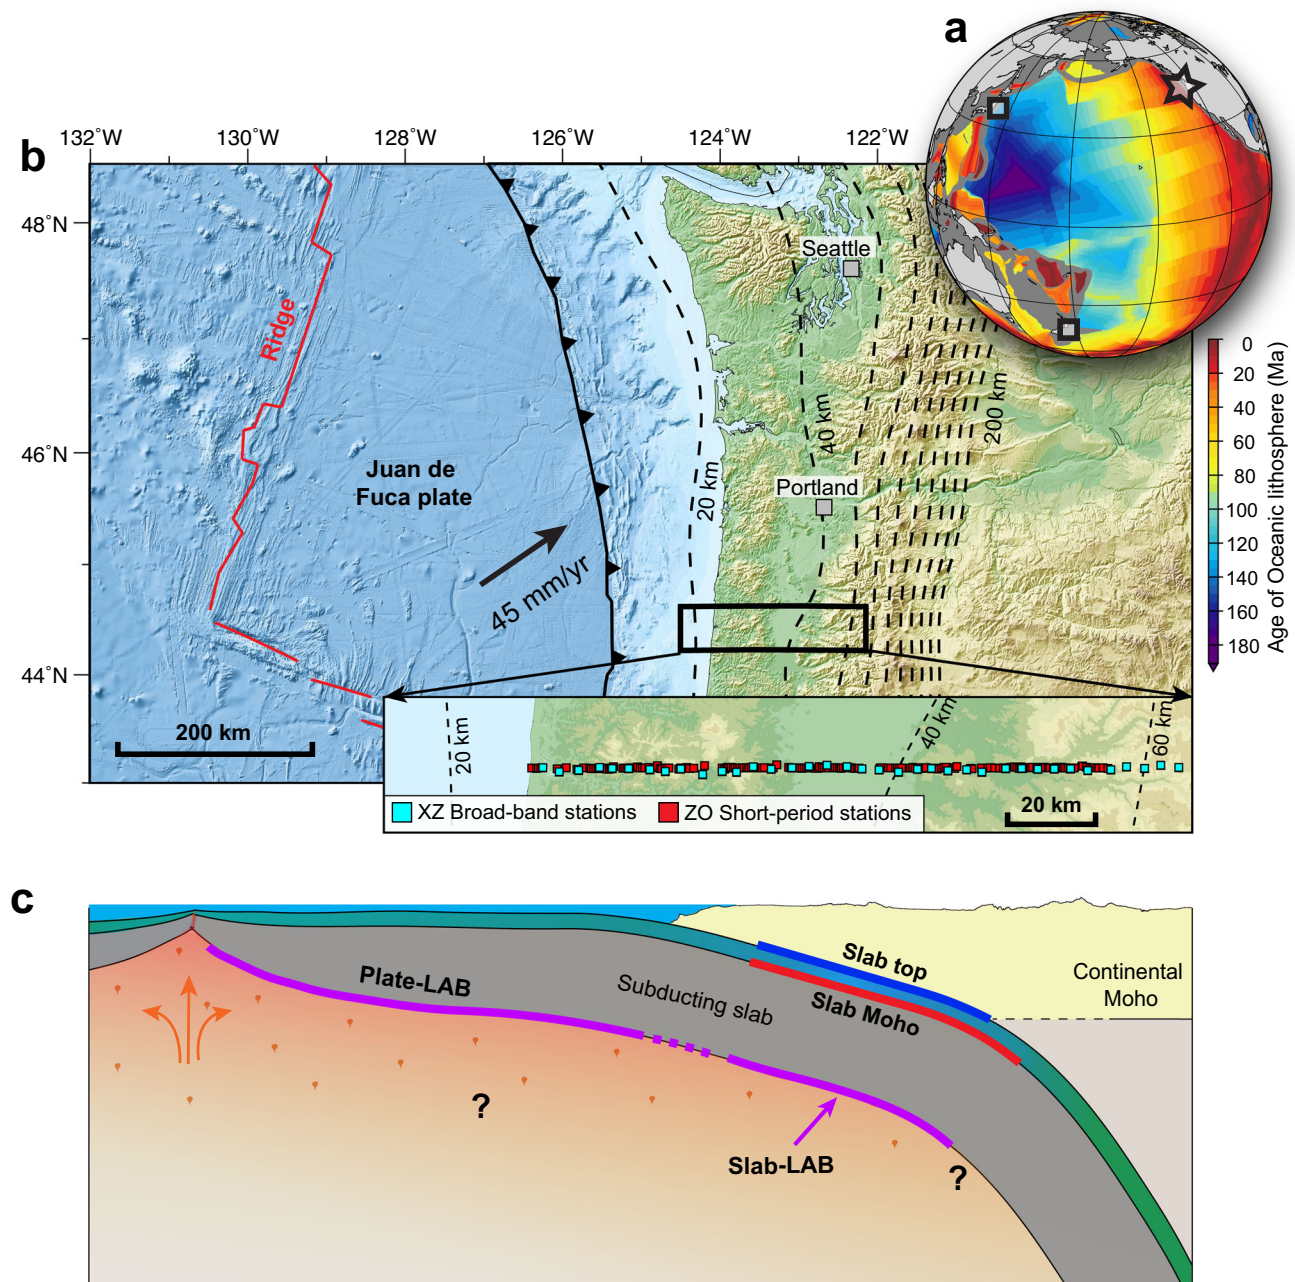 a
132°W
130°W
128°W
126°W
124°W
122°W
b
48°N
46°N
44°N
Ridge
Juan de
Fuca plate
45 mm/yr
Seattle
Portland
20 km
40 km
200 km
200 km
0
20
40
60
80
100
120
140
160
180
Age of Oceanic lithosphere (Ma)
20 km
40 km
60 km
XZ Broad-band stations
ZO Short-period stations
20 km
c
Plate-LAB
Subducting slab
Slab top
Slab Moho
Continental
Moho
?
Slab-LAB
?